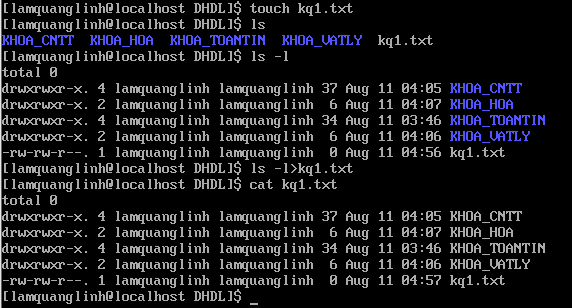 [lamquanglinh@localhost DHDL]$ touch kq1.txt
[lamquanglinh@localhost DHDL]$ ls
KHOA_CNTT  KHOA_HOA  KHOA_TOANTIN  KHOA_VATLY  kq1.txt
[lamquanglinh@localhost DHDL]$ ls -l
total 0
drwxrwxr-x. 4 lamquanglinh lamquanglinh 37 Aug 11 04:05 KHOA_CNTT
drwxrwxr-x. 2 lamquanglinh lamquanglinh  6 Aug 11 04:07 KHOA_HOA
drwxrwxr-x. 4 lamquanglinh lamquanglinh 34 Aug 11 03:46 KHOA_TOANTIN
drwxrwxr-x. 2 lamquanglinh lamquanglinh  6 Aug 11 04:06 KHOA_VATLY
-rw-rw-r--. 1 lamquanglinh lamquanglinh  0 Aug 11 04:56 kq1.txt
[lamquanglinh@localhost DHDL]$ ls -l>kq1.txt
[lamquanglinh@localhost DHDL]$ cat kq1.txt
total 0
drwxrwxr-x. 4 lamquanglinh lamquanglinh 37 Aug 11 04:05 KHOA_CNTT
drwxrwxr-x. 2 lamquanglinh lamquanglinh  6 Aug 11 04:07 KHOA_HOA
drwxrwxr-x. 4 lamquanglinh lamquanglinh 34 Aug 11 03:46 KHOA_TOANTIN
drwxrwxr-x. 2 lamquanglinh lamquanglinh  6 Aug 11 04:06 KHOA_VATLY
-rw-rw-r--. 1 lamquanglinh lamquanglinh  0 Aug 11 04:57 kq1.txt
[lamquanglinh@localhost DHDL]$ _